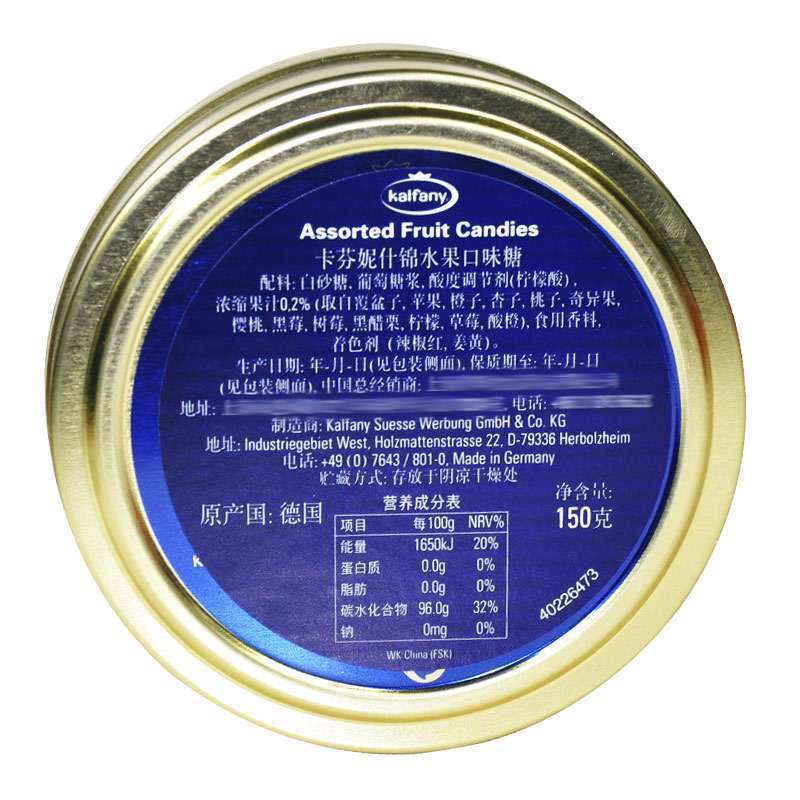 kalfany
Assorted Fruit Candies
卡芬妮什锦水果口味糖
配料: 白砂糖, 葡萄糖浆, 酸度调节剂(柠檬酸),
浓缩果汁0,2% (取自覆盆子, 苹果, 橙子, 杏子, 桃子, 奇异果,
樱桃, 黑莓, 树莓, 黑醋栗, 柠檬, 草莓, 酸橙), 食用香料,
着色剂 (辣椒红, 姜黄)。
生产日期: 年-月-日(见包装侧面), 保质期至: 年-月-日
(见包装侧面), 中国总经销商:
地址: 电话:
制造商: Kalfany Suesse Werbung GmbH & Co. KG
地址: Industriegebiet West, Holzmattenstrasse 22, D-79336 Herbolzheim
电话: +49 (0) 7643 / 801-0, Made in Germany
贮藏方式: 存放于阴凉干燥处
原产国: 德国
营养成分表
项目 每100g NRV%
能量 1650kJ 20%
蛋白质 0.0g 0%
脂肪 0.0g 0%
碳水化合物 96.0g 32%
钠 0mg 0%
净含量:
150克
40226473
WK China (FSK)